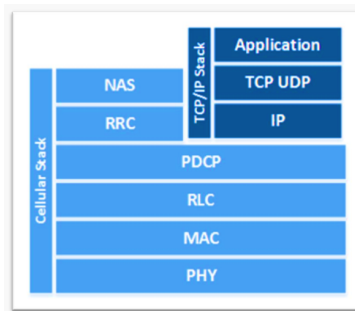 Application
TCP/IP Stack
NAS
TCP UDP
RRC
IP
Cellular Stack
PDCP
RLC
MAC
PHY